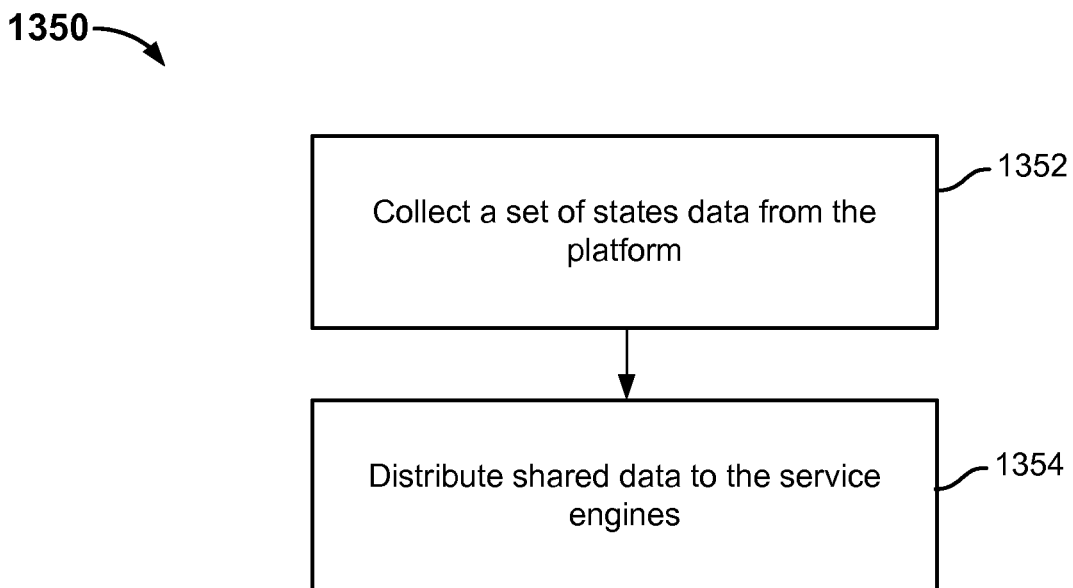 1350
1352
Collect a set of states data from the
platform
1354
Distribute shared data to the service
engines